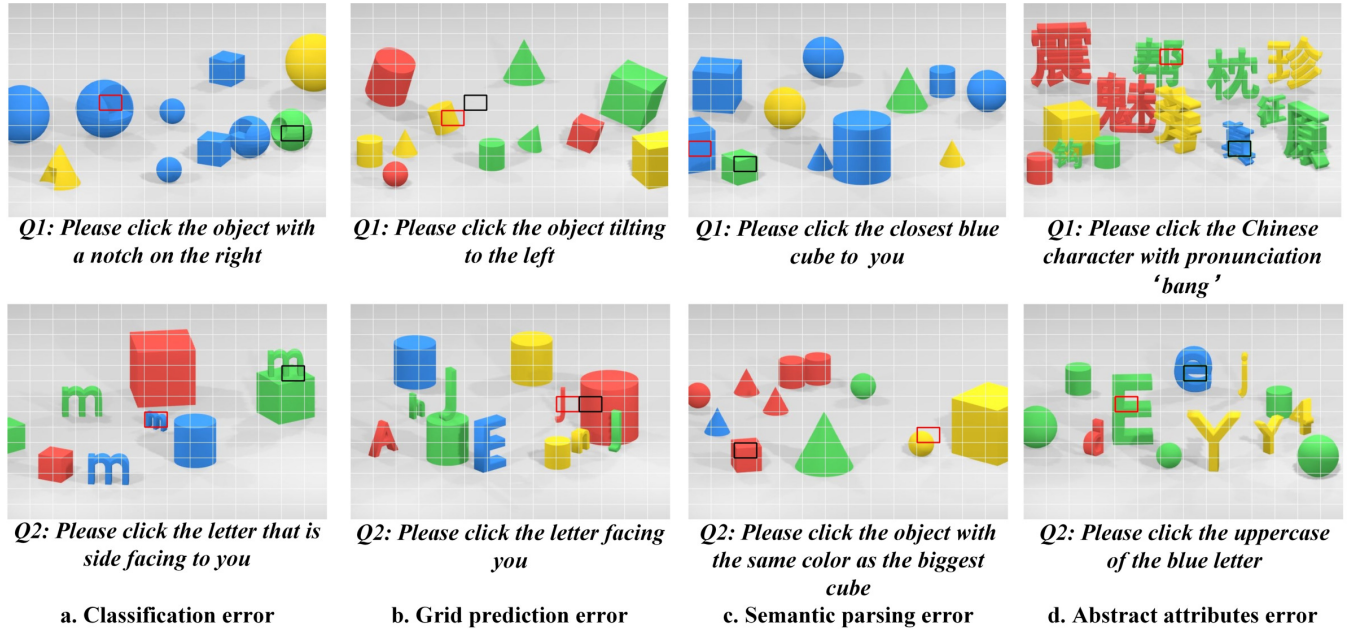 震 帮 枕 珍
魅 征
钩
Q1: Please click the object with
a notch on the right
Q1: Please click the object tilting
to the left
Q1: Please click the closest blue
cube to you
Q1: Please click the Chinese
character with pronunciation
‘bang’
m
m
m
m
h j j
A E n j
e j
d E Y Y 4
Q2: Please click the letter that is
side facing to you
Q2: Please click the letter facing
you
Q2: Please click the object with
the same color as the biggest
cube
Q2: Please click the uppercase
of the blue letter
a. Classification error
b. Grid prediction error
c. Semantic parsing error
d. Abstract attributes error